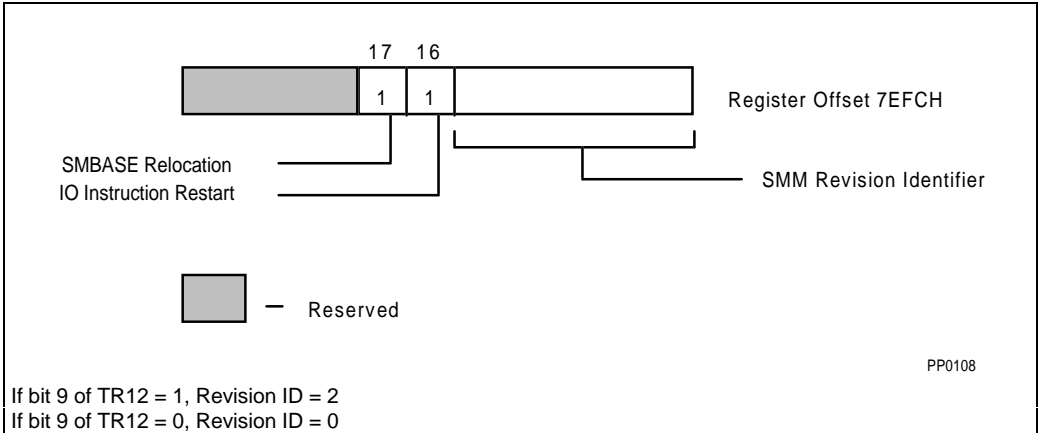 17 16
1 1
Register Offset 7EFCH
SMBASE Relocation
IO Instruction Restart
SMM Revision Identifier
– Reserved
PP0108
If bit 9 of TR12 = 1, Revision ID = 2
If bit 9 of TR12 = 0, Revision ID = 0